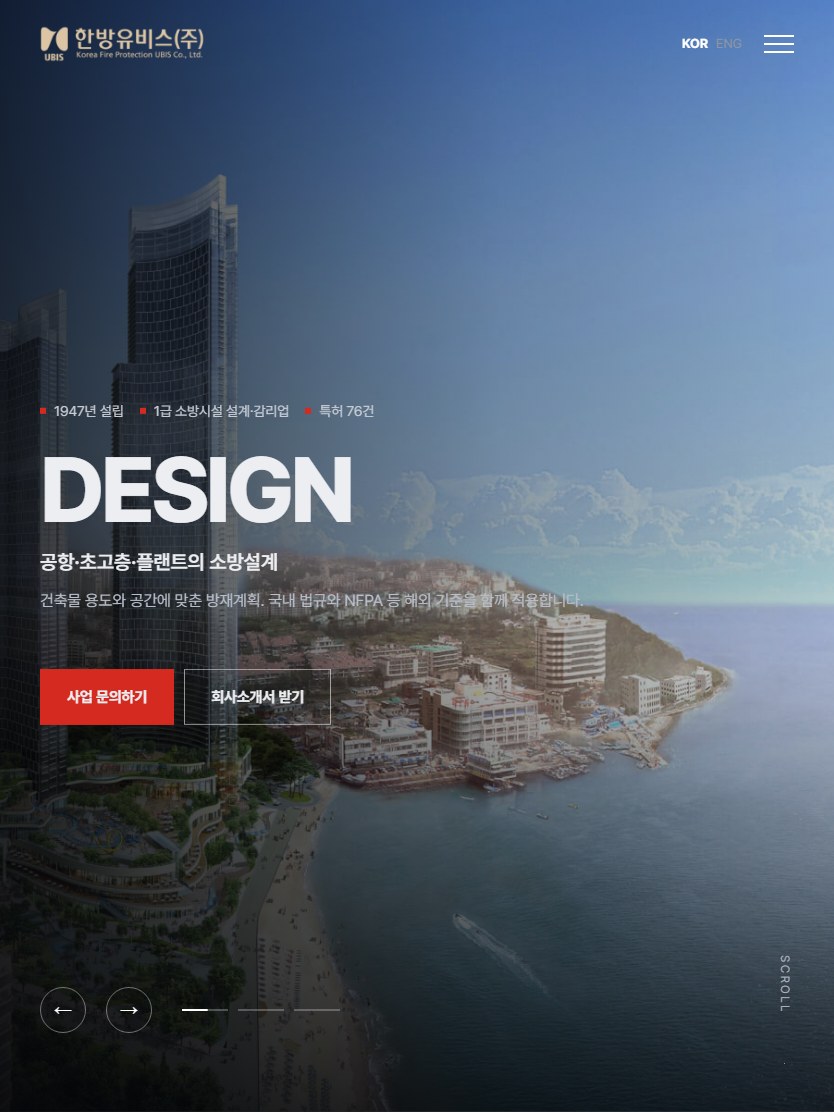 한방유비스(주)
UBIS
Korea Fire Protection UBIS Co., Ltd.
KOR ENG
1947년 설립 1급 소방시설 설계·감리업 특허 76건
DESIGN
공항·초고층·플랜트의 소방설계
건축물 용도와 공간에 맞춘 방재계획. 국내 법규와 NFPA 등 해외 기준을 함께 적용합니다.
사업 문의하기 회사소개서 받기
SCROLL